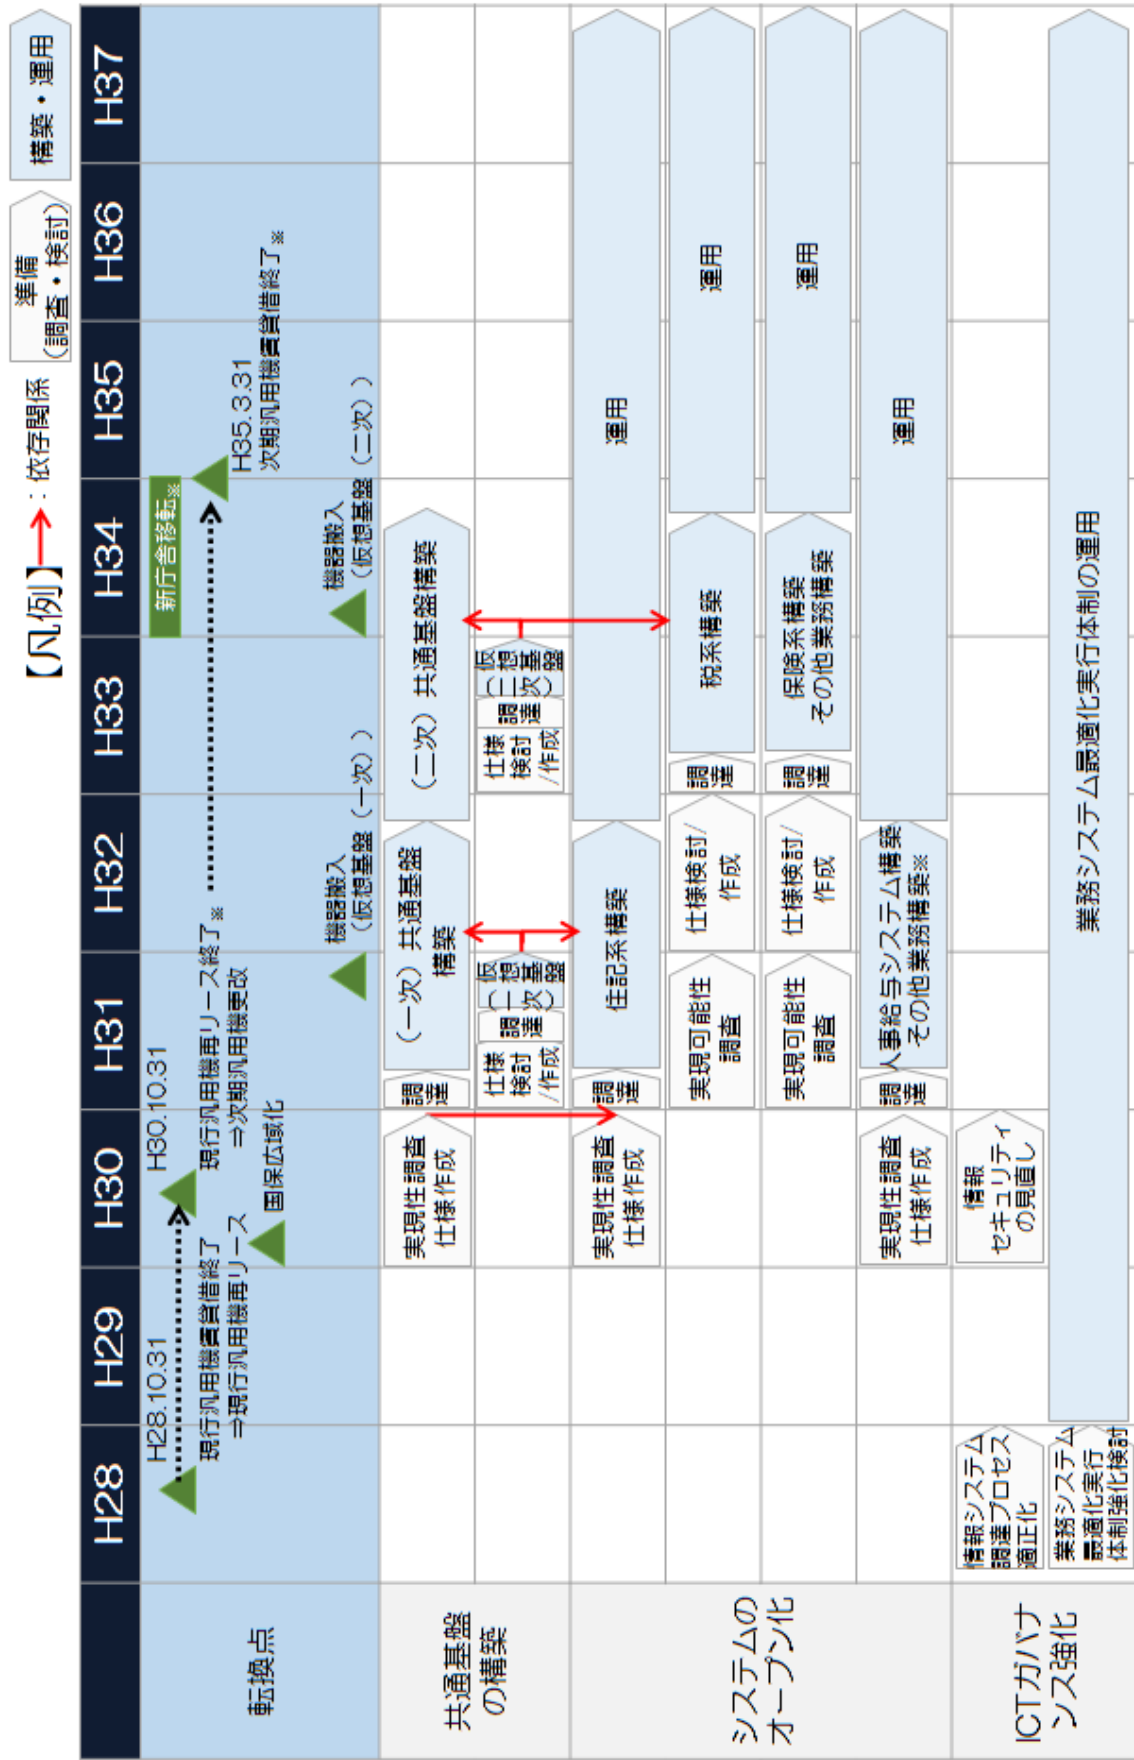 【凡例】
：依存関係
準備
（調査・検討）
構築・運用
H28
H29
H30
H31
H32
H33
H34
H35
H36
H37
転換点
H28.10.31
現行汎用機賃貸借終了
⇒現行汎用機再リース
H30.10.31
現行汎用機再リース終了※
⇒次期汎用機更改
国保広域化
機器搬入
（仮想基盤（一次））
新庁舎移転※
機器搬入
（仮想基盤（二次））
H35.3.31
次期汎用機賃貸借終了※
共通基盤
の構築
実現性調査
仕様作成
調
達
（一次）共通基盤
構築
（二次）共通基盤構築
仕様
検討
/作成
調
達
（一次）
仮想基盤
仕様
検討
/作成
調
達
（二次）
仮想基盤
システムの
オープン化
実現性調査
仕様作成
調
達
住記系構築
運用
実現可能性
調査
仕様検討/
作成
調
達
税系構築
運用
実現可能性
調査
仕様検討/
作成
調
達
保険系構築
その他業務構築
運用
実現性調査
仕様作成
調
達
人事給与システム構築
その他業務構築※
運用
ICTガバナ
ンス強化
情報システム
調達プロセス
適正化
情報
セキュリティ
の見直し
業務システム
最適化実行
体制強化検討
業務システム最適化実行体制の運用